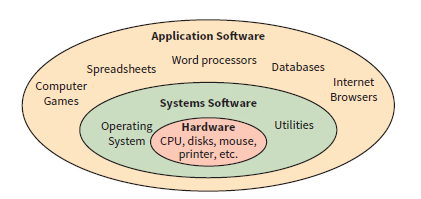 Application Software
Word processors
Spreadsheets
Databases
Computer
Games
Internet
Browsers
Systems Software
Operating
System
Utilities
Hardware
CPU, disks, mouse,
printer, etc.